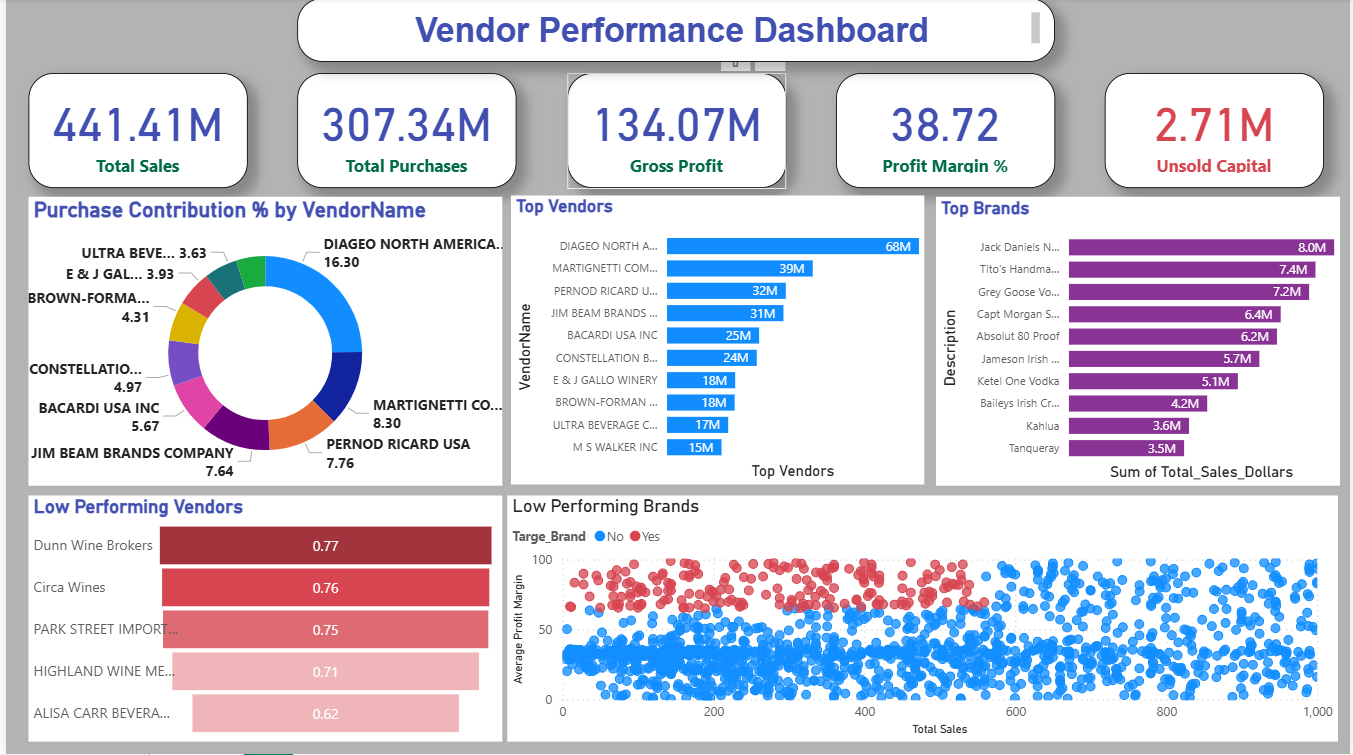 Vendor Performance Dashboard
441.41M
Total Sales
307.34M
Total Purchases
134.07M
Gross Profit
38.72
Profit Margin %
2.71M
Unsold Capital
Purchase Contribution % by VendorName
DIAGEO NORTH AMERICA...
16.30
MARTIGNETTI CO...
8.30
PERNOD RICARD USA
7.76
JIM BEAM BRANDS COMPANY
7.64
BACARDI USA INC
5.67
CONSTELLATIO...
4.97
BROWN-FORMA...
4.31
E & J GAL... 3.93
ULTRA BEVE... 3.63
Top Vendors
VendorName
DIAGEO NORTH A... 68M
MARTIGNETTI COM... 39M
PERNOD RICARD U... 32M
JIM BEAM BRANDS ... 31M
BACARDI USA INC 25M
CONSTELLATION B... 24M
E & J GALLO WINERY 18M
BROWN-FORMAN ... 18M
ULTRA BEVERAGE C... 17M
M S WALKER INC 15M
Top Vendors
Top Brands
Description
Jack Daniels N... 8.0M
Tito's Handma... 7.4M
Grey Goose Vo... 7.2M
Capt Morgan S... 6.4M
Absolut 80 Proof 6.2M
Jameson Irish ... 5.7M
Ketel One Vodka 5.1M
Baileys Irish Cr... 4.2M
Kahlua 3.6M
Tanqueray 3.5M
Sum of Total_Sales_Dollars
Low Performing Vendors
Dunn Wine Brokers 0.77
Circa Wines 0.76
PARK STREET IMPORT... 0.75
HIGHLAND WINE ME... 0.71
ALISA CARR BEVERA... 0.62
Low Performing Brands
Targe_Brand No Yes
Average Profit Margin
100
50
0
0 200 400 600 800 1,000
Total Sales